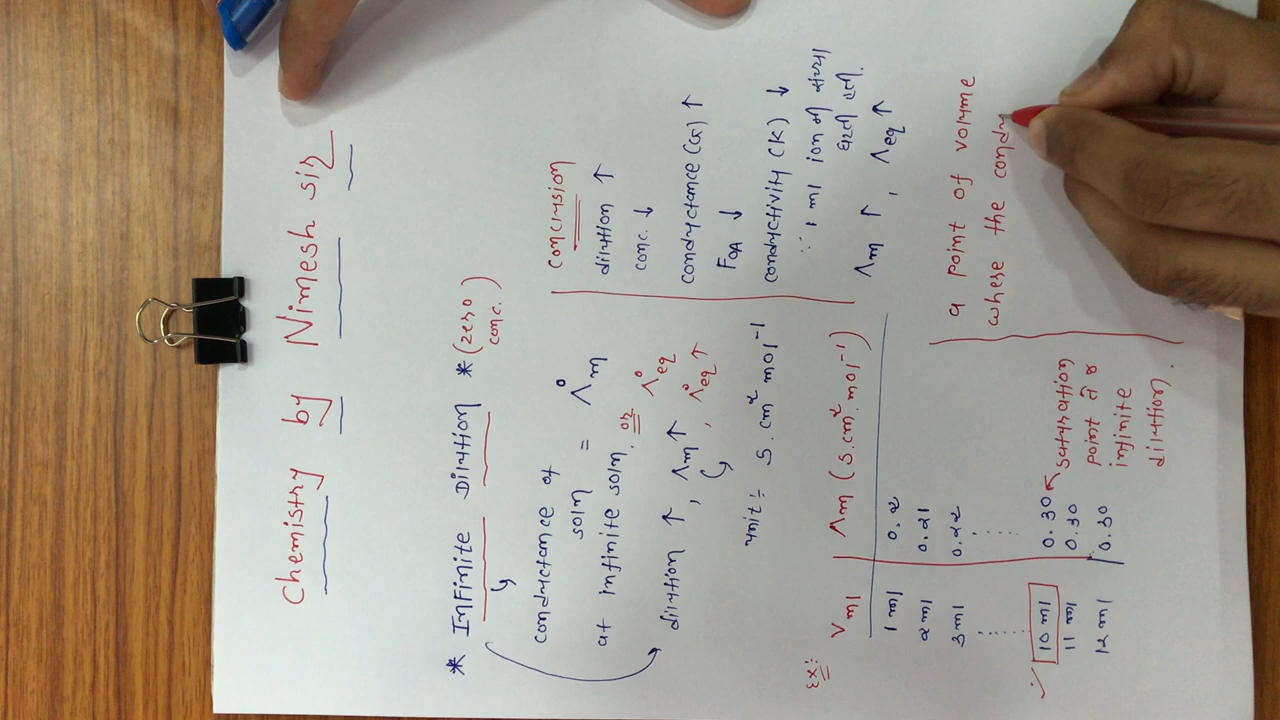 Chemistry by Nimesh sir
* Infinite Dilution * (zero conc.)
conductance of
soln = Λ°m
at infinite soln. or Λ°eq
dilution ↑, Λm ↑, Λ°eq ↑
unit: S.cm² mol⁻¹
conclusion
dilution ↑
conc. ↓
conductance (G) ↑
FOA ↓
conductivity (K) ↓
∵ 1 ml ion of
Λm ↑, Λeq ↑
Ex:
Vml Λm (S.cm².mol⁻¹)
1 ml 0.2
2 ml 0.21
3 ml 0.22
10 ml 0.30
11 ml 0.30
12 ml 0.30
saturation
point
infinite
dilution.
a point of volume
where the condu